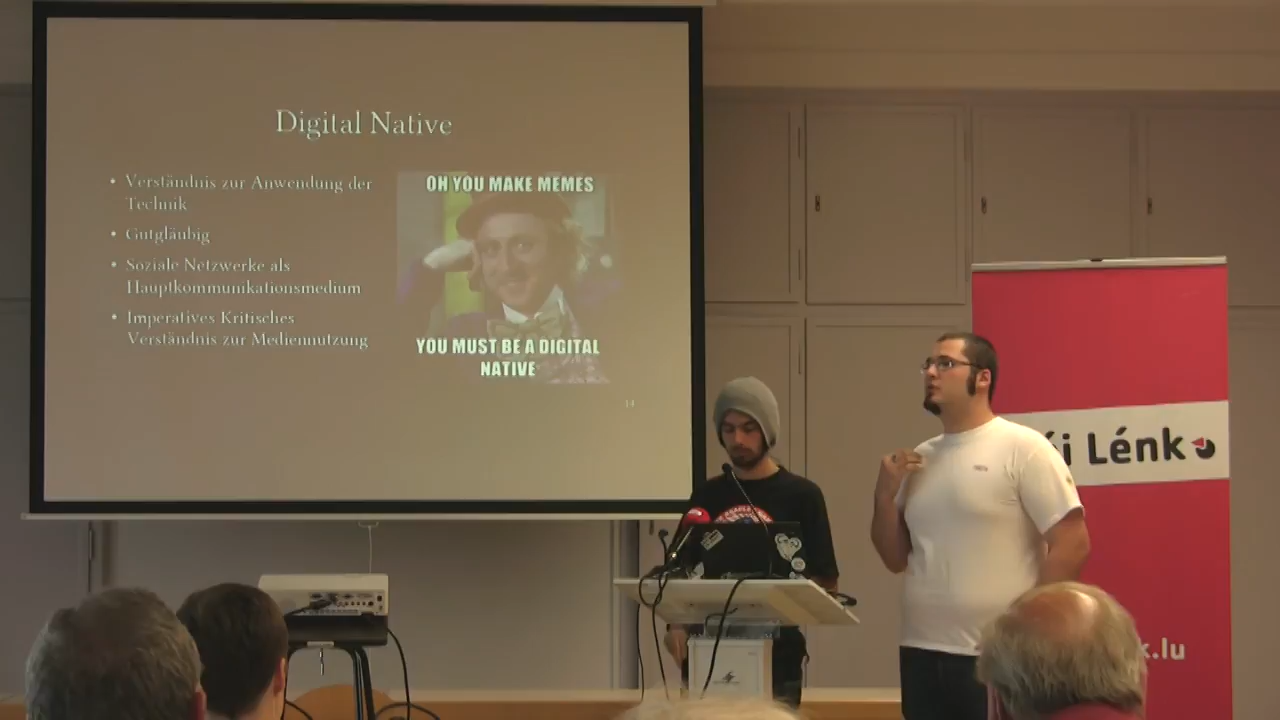 Digital Native
• Verständnis zur Anwendung der
Technik
• Gutgläubig
• Soziale Netzwerke als
Hauptkommunikationsmedium
• Imperatives Kritisches
Verständnis zur Mediennutzung
OH YOU MAKE MEMES
YOU MUST BE A DIGITAL
NATIVE
14
Lénk
k.lu